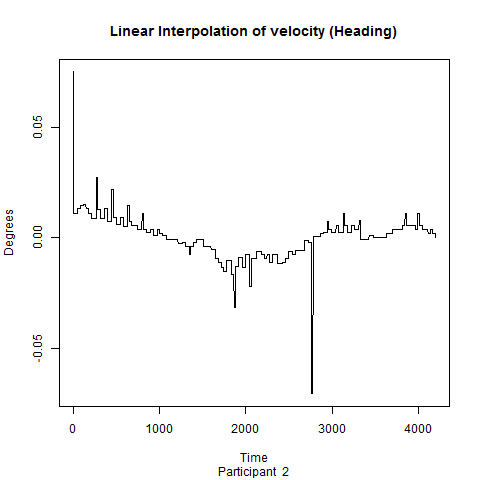 Linear Interpolation of velocity (Heading)
Degrees
0.05
0.00
-0.05
0 1000 2000 3000 4000
Time
Participant 2